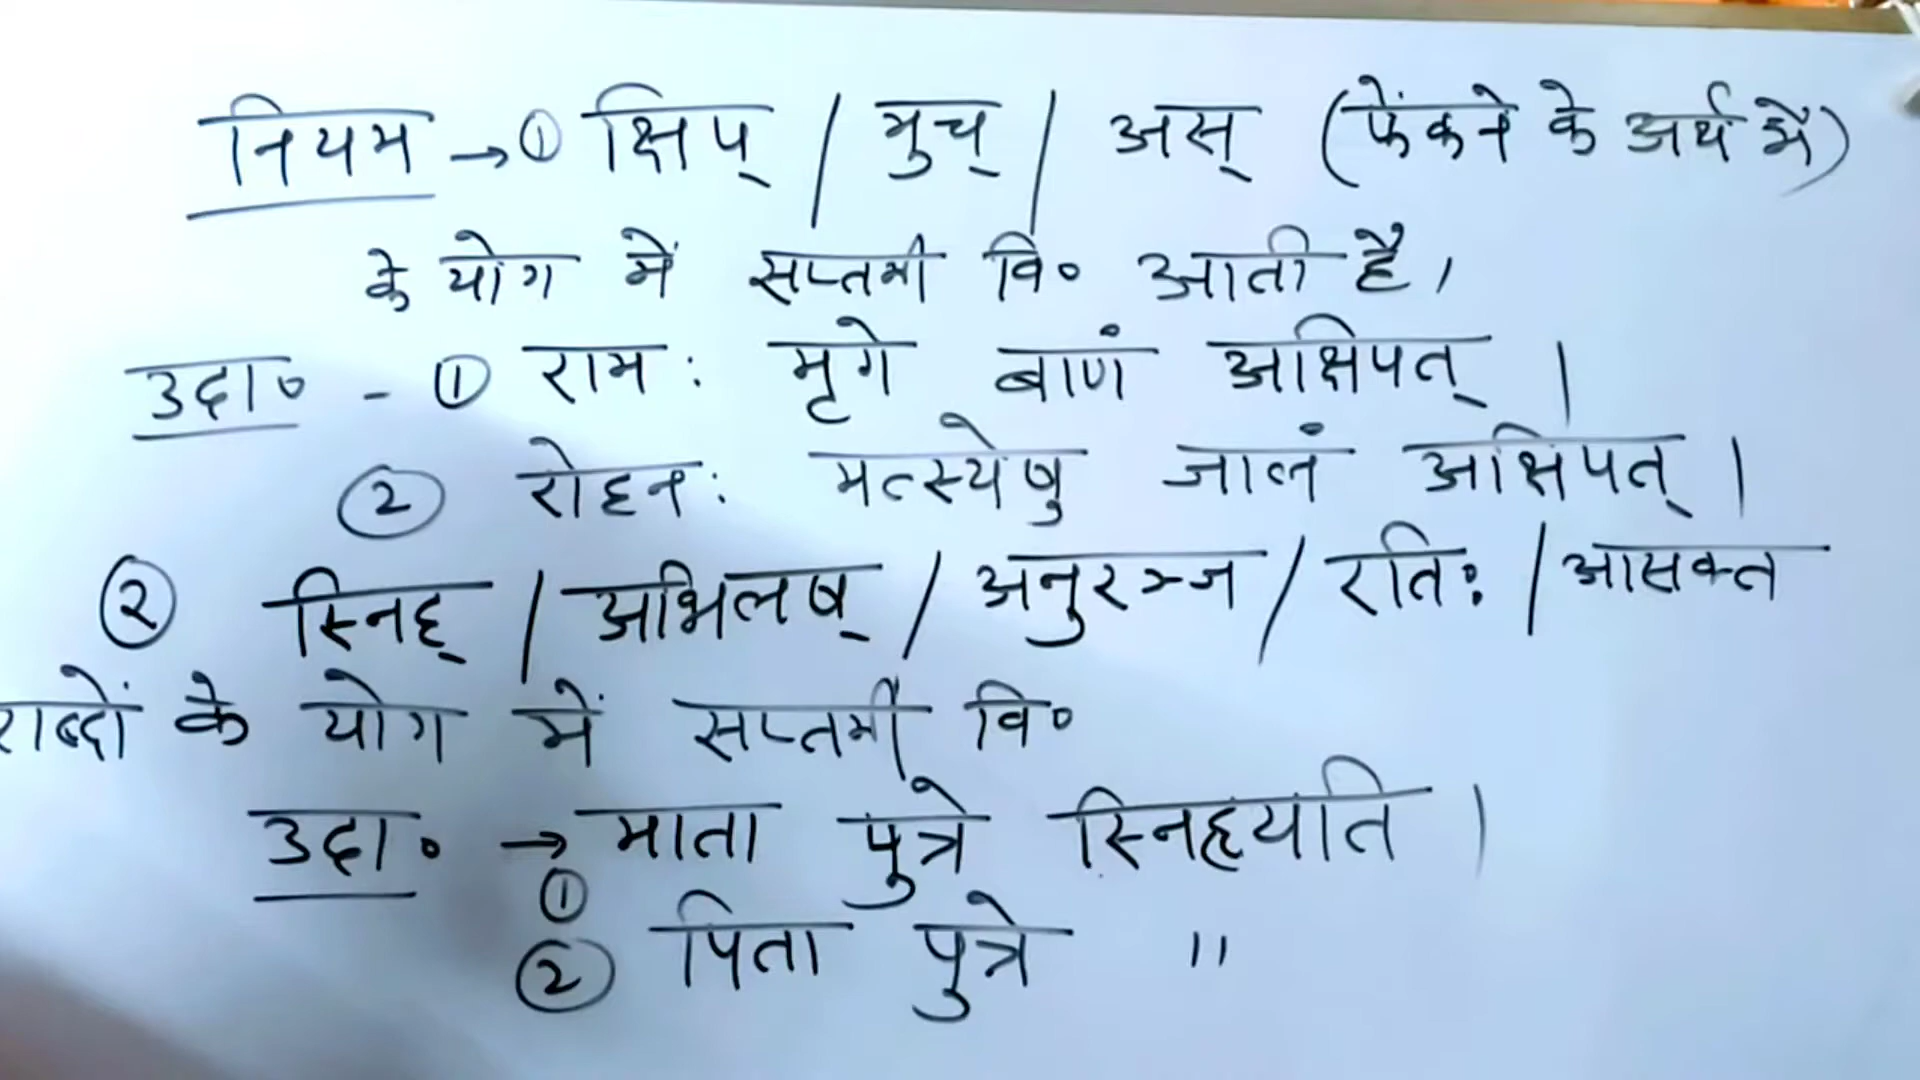 नियम → ① क्षिप् / मुच् / अस् (फेंकने के अर्थ में)
के योग में सप्तमी वि० आती है,
उदा० - ① रामः मृगे बाणं अक्षिपत् ।
② रोहनः मत्स्येषु जालं अक्षिपत् ।
② स्निह् / अभिलष् / अनुरञ्ज / रतिः / आसक्त
शब्दों के योग में सप्तमी वि०
उदा० → माता पुत्रे स्निहृयति ।
①
② पिता पुत्रे "